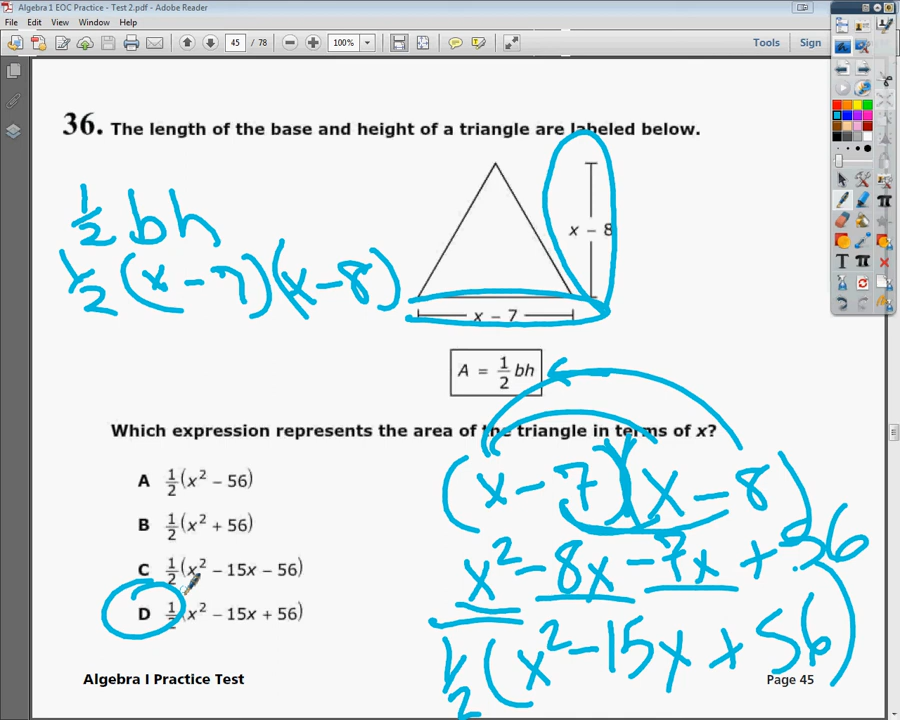 Algebra 1 EOC Practice - Test 2.pdf - Adobe Reader
File Edit View Window Help
45 / 78 100% Tools Sign
36. The length of the base and height of a triangle are labeled below.
x − 8
x − 7
½ bh
½ (x − 7)(x − 8)
A = ½ bh
Which expression represents the area of the triangle in terms of x?
A ½(x² − 56)
B ½(x² + 56)
C ½(x² − 15x − 56)
D ½(x² − 15x + 56)
(x − 7)(x − 8)
x² − 8x − 7x + 56
½ (x² − 15x + 56)
Algebra I Practice Test Page 45